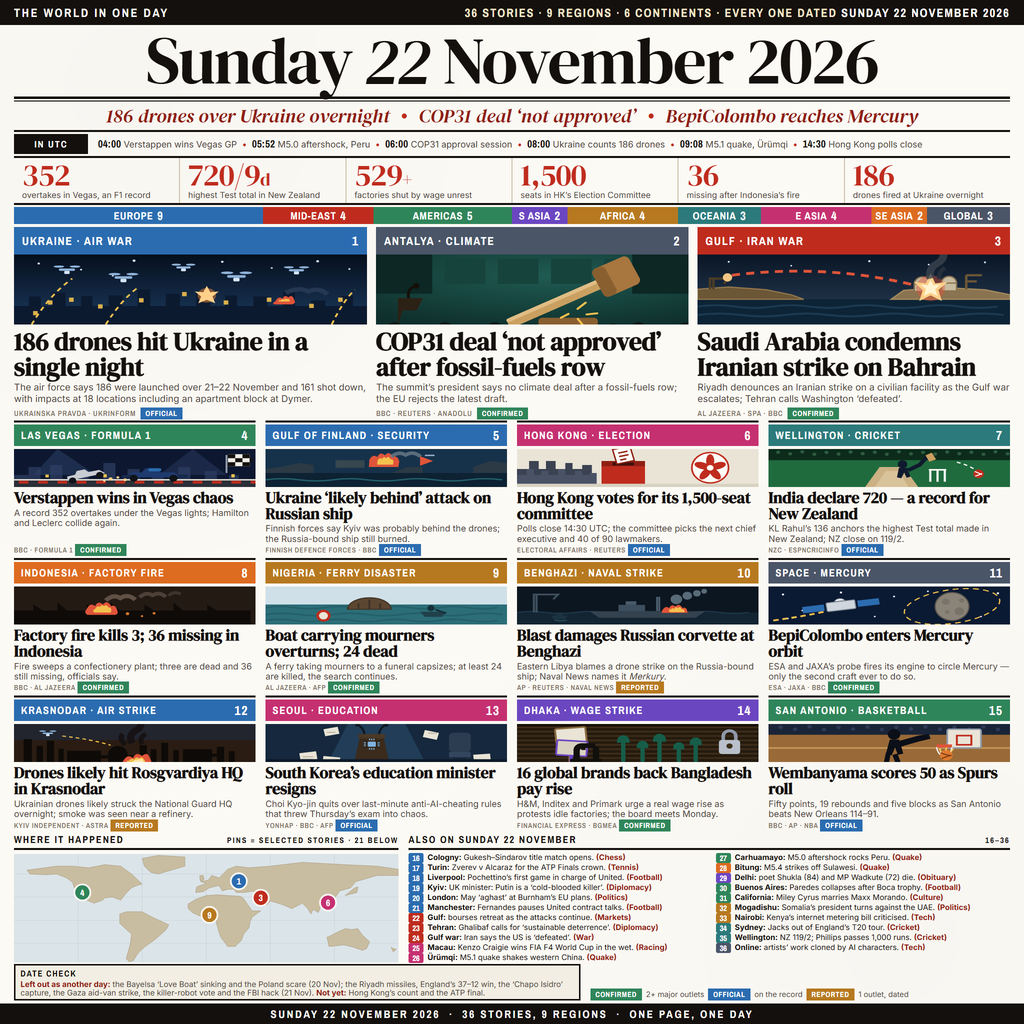 THE WORLD IN ONE DAY
36 STORIES · 9 REGIONS · 6 CONTINENTS · EVERY ONE DATED SUNDAY 22 NOVEMBER 2026
Sunday 22 November 2026
186 drones over Ukraine overnight • COP31 deal ‘not approved’ • BepiColombo reaches Mercury
IN UTC
04:00 Verstappen wins Vegas GP • 05:52 M5.0 aftershock, Peru • 06:00 COP31 approval session • 08:00 Ukraine counts 186 drones • 09:08 M5.1 quake, Ürümqi • 14:30 Hong Kong polls close
352
overtakes in Vegas, an F1 record
720/9d
highest Test total in New Zealand
529+
factories shut by wage unrest
1,500
seats in HK’s Election Committee
36
missing after Indonesia’s fire
186
drones fired at Ukraine overnight
EUROPE 9
MID-EAST 4
AMERICAS 5
S ASIA 2
AFRICA 4
OCEANIA 3
E ASIA 4
SE ASIA 2
GLOBAL 3
UKRAINE · AIR WAR 1
186 drones hit Ukraine in a
single night
The air force says 186 were launched over 21–22 November and 161 shot down,
with impacts at 18 locations including an apartment block at Dymer.
UKRAINSKA PRAVDA · UKRINFORM OFFICIAL
ANTALYA · CLIMATE 2
COP31 deal ‘not approved’
after fossil-fuels row
The summit’s president says no climate deal after a fossil-fuels row;
the EU rejects the latest draft.
BBC · REUTERS · ANADOLU CONFIRMED
GULF · IRAN WAR 3
Saudi Arabia condemns
Iranian strike on Bahrain
Riyadh denounces an Iranian strike on a civilian facility as the Gulf war
escalates; Tehran calls Washington ‘defeated’.
AL JAZEERA · SPA · BBC CONFIRMED
LAS VEGAS · FORMULA 1 4
Verstappen wins in Vegas chaos
A record 352 overtakes under the Vegas lights; Hamilton
and Leclerc collide again.
BBC · FORMULA 1 CONFIRMED
GULF OF FINLAND · SECURITY 5
Ukraine ‘likely behind’ attack on
Russian ship
Finnish forces say Kyiv was probably behind the drones;
the Russia-bound ship still burned.
FINNISH DEFENCE FORCES · BBC OFFICIAL
HONG KONG · ELECTION 6
Hong Kong votes for its 1,500-seat
committee
Polls close 14:30 UTC; the committee picks the next chief
executive and 40 of 90 lawmakers.
ELECTORAL AFFAIRS · REUTERS OFFICIAL
WELLINGTON · CRICKET 7
India declare 720 — a record for
New Zealand
KL Rahul’s 136 anchors the highest Test total made in
New Zealand; NZ close on 119/2.
NZC · ESPNCRICINFO OFFICIAL
INDONESIA · FACTORY FIRE 8
Factory fire kills 3; 36 missing in
Indonesia
Fire sweeps a confectionery plant; three are dead and 36
still missing, officials say.
BBC · AL JAZEERA CONFIRMED
NIGERIA · FERRY DISASTER 9
Boat carrying mourners
overturns; 24 dead
A ferry taking mourners to a funeral capsizes; at least 24
are killed, the search continues.
AL JAZEERA · AFP CONFIRMED
BENGHAZI · NAVAL STRIKE 10
Blast damages Russian corvette at
Benghazi
Eastern Libya blames a drone strike on the Russia-bound
ship; Naval News names it Merkury.
AP · REUTERS · NAVAL NEWS REPORTED
SPACE · MERCURY 11
BepiColombo enters Mercury
orbit
ESA and JAXA’s probe fires its engine to circle Mercury —
only the second craft ever to do so.
ESA · JAXA · BBC CONFIRMED
KRASNODAR · AIR STRIKE 12
Drones likely hit Rosgvardiya HQ
in Krasnodar
Ukrainian drones likely struck the National Guard HQ
overnight; smoke was seen near a refinery.
KYIV INDEPENDENT · ASTRA REPORTED
SEOUL · EDUCATION 13
South Korea’s education minister
resigns
Choi Kyo-jin quits over last-minute anti-AI-cheating rules
that threw Thursday’s exam into chaos.
YONHAP · BBC · AFP OFFICIAL
DHAKA · WAGE STRIKE 14
16 global brands back Bangladesh
pay rise
H&M, Inditex and Primark urge a real wage rise as
protests idle factories; the board meets Monday.
FINANCIAL EXPRESS · BGMEA CONFIRMED
SAN ANTONIO · BASKETBALL 15
Wembanyama scores 50 as Spurs
roll
Fifty points, 19 rebounds and five blocks as San Antonio
beats New Orleans 114–91.
BBC · AP · NBA OFFICIAL
WHERE IT HAPPENED
PINS = SELECTED STORIES · 21 BELOW
4
1
3
6
9
ALSO ON SUNDAY 22 NOVEMBER
16–36
16 Cologny: Gukesh–Sindarov title match opens. (Chess)
17 Turin: Zverev v Alcaraz for the ATP Finals crown. (Tennis)
18 Liverpool: Pochettino’s first game in charge of United. (Football)
19 Kyiv: UK minister: Putin is a ‘cold-blooded killer’. (Diplomacy)
20 London: May ‘aghast’ at Burnham’s EU plans. (Politics)
21 Manchester: Fernandes pauses United contract talks. (Football)
22 Gulf: bourses retreat as the attacks continue. (Markets)
23 Tehran: Ghalibaf calls for ‘sustainable deterrence’. (Diplomacy)
24 Gulf war: Iran says the US is ‘defeated’. (War)
25 Macau: Kenzo Craigie wins FIA F4 World Cup in the wet. (Racing)
26 Ürümqi: M5.1 quake shakes western China. (Quake)
27 Carhuamayo: M5.0 aftershock rocks Peru. (Quake)
28 Bitung: M5.4 strikes off Sulawesi. (Quake)
29 Delhi: poet Shukla (84) and MP Wadkute (72) die. (Obituary)
30 Buenos Aires: Paredes collapses after Boca trophy. (Football)
31 California: Miley Cyrus marries Maxx Morando. (Culture)
32 Mogadishu: Somalia’s president turns against the UAE. (Politics)
33 Nairobi: Kenya’s internet metering bill criticised. (Tech)
34 Sydney: Jacks out of England’s T20 tour. (Cricket)
35 Wellington: NZ 119/2; Phillips passes 1,000 runs. (Cricket)
36 Online: artists’ work cloned by AI characters. (Tech)
DATE CHECK
Left out as another day: the Bayelsa ‘Love Boat’ sinking and the Poland scare (20 Nov); the Riyadh missiles, England’s 37–12 win, the ‘Chapo Isidro’
capture, the Gaza aid-van strike, the killer-robot vote and the FBI hack (21 Nov). Not yet: Hong Kong’s count and the ATP final.
CONFIRMED 2+ major outlets OFFICIAL on the record REPORTED 1 outlet, dated
SUNDAY 22 NOVEMBER 2026 · 36 STORIES, 9 REGIONS · ONE PAGE, ONE DAY